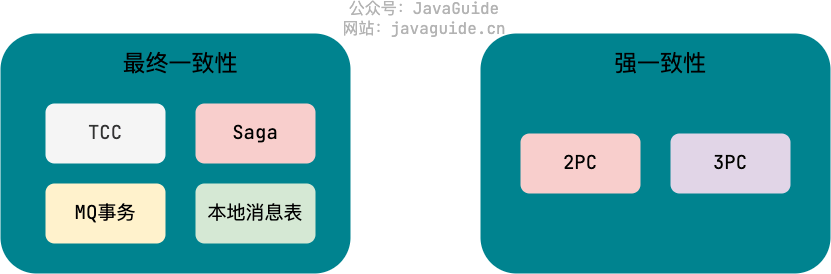 公众号：JavaGuide
网站：javaguide.cn
最终一致性
TCC
Saga
MQ事务
本地消息表
强一致性
2PC
3PC